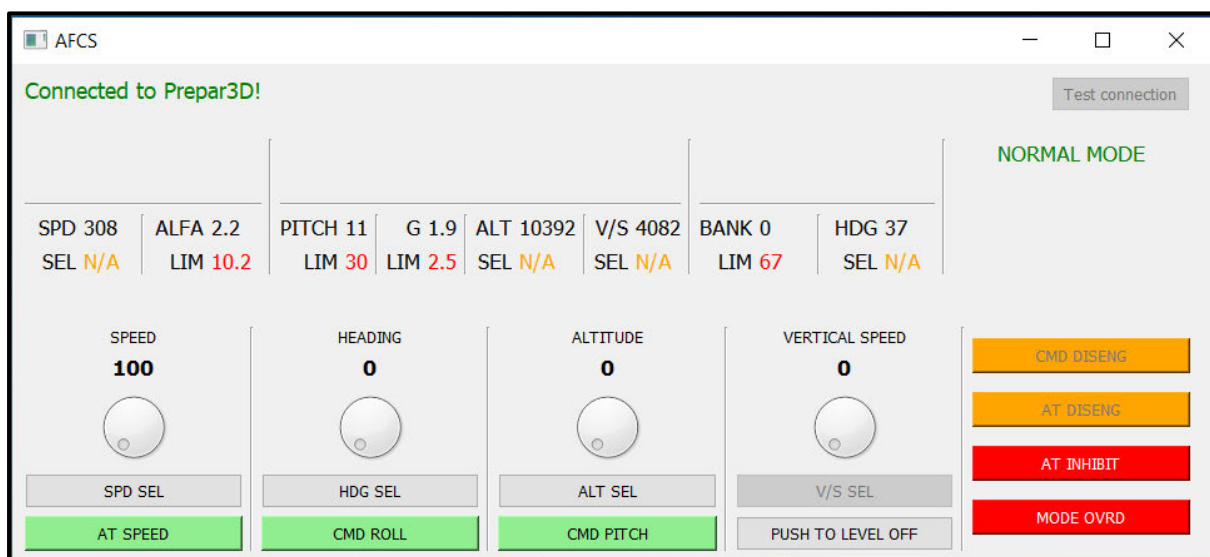 AFCS
Connected to Prepar3D!
Test connection
NORMAL MODE
SPD 308 ALFA 2.2 PITCH 11 G 1.9 ALT 10392 V/S 4082 BANK 0 HDG 37
SEL N/A LIM 10.2 LIM 30 LIM 2.5 SEL N/A SEL N/A LIM 67 SEL N/A
SPEED HEADING ALTITUDE VERTICAL SPEED
100 0 0 0
CMD DISENG
AT DISENG
AT INHIBIT
SPD SEL HDG SEL ALT SEL V/S SEL
MODE OVRD
AT SPEED CMD ROLL CMD PITCH PUSH TO LEVEL OFF